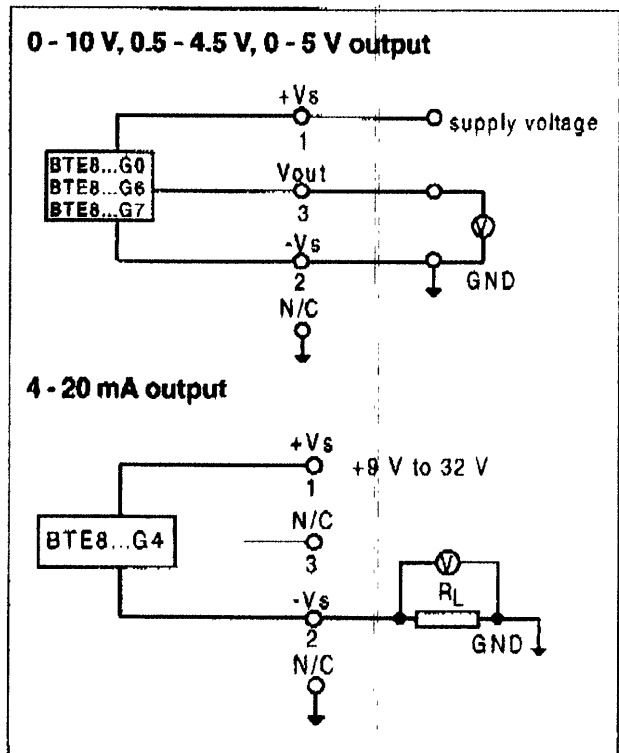 0 - 10 V, 0.5 - 4.5 V, 0 - 5 V output
+Vs
supply voltage
1
BTE8...G0
BTE8...G6
BTE8...G7
Vout
3
V
-Vs
2
GND
N/C
4 - 20 mA output
+Vs
+9 V to 32 V
1
BTE8...G4
N/C
3
V
RL
-Vs
2
GND
N/C